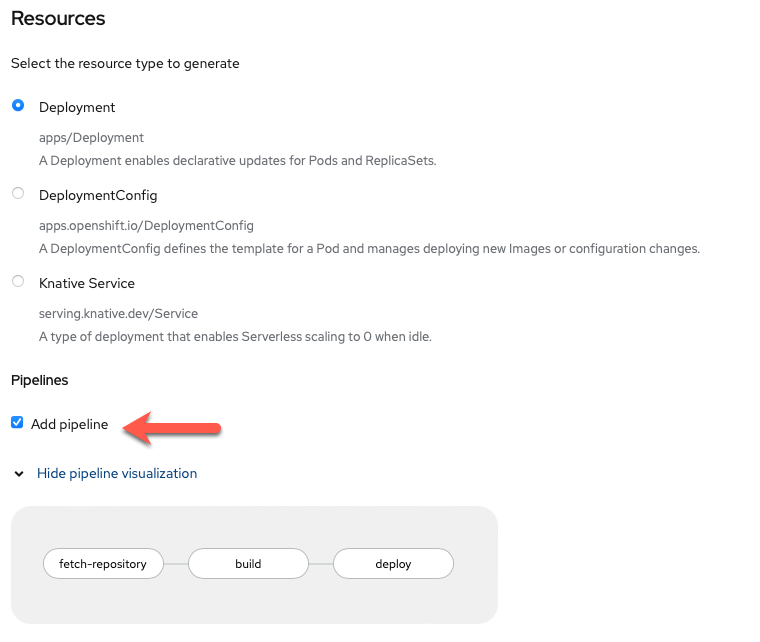 Resources
Select the resource type to generate
Deployment
apps/Deployment
A Deployment enables declarative updates for Pods and ReplicaSets.
DeploymentConfig
apps.openshift.io/DeploymentConfig
A DeploymentConfig defines the template for a Pod and manages deploying new Images or configuration changes.
Knative Service
serving.knative.dev/Service
A type of deployment that enables Serverless scaling to 0 when idle.
Pipelines
Add pipeline
Hide pipeline visualization
fetch-repository build deploy